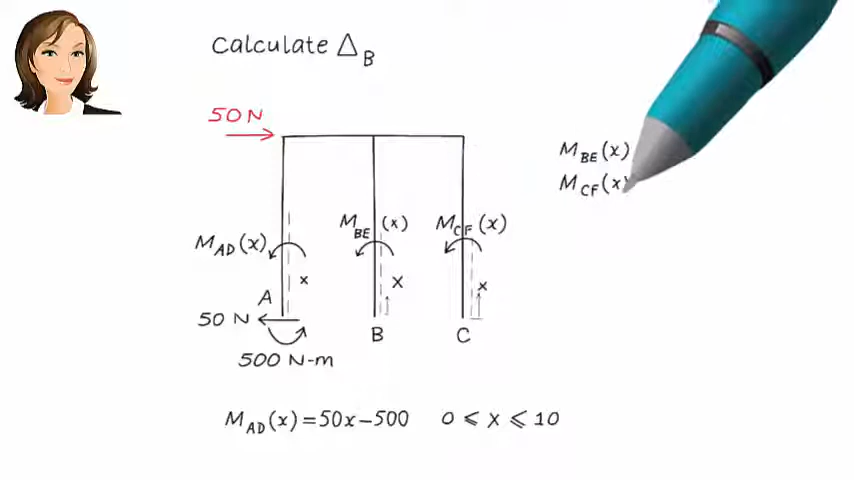 Calculate Δ_B
50 N
M_BE(x)
M_CF(x)
M_BE(x) M_CF(x)
M_AD(x)
x x x
A
50 N
B C
500 N-m
M_AD(x) = 50x − 500 0 ⩽ x ⩽ 10